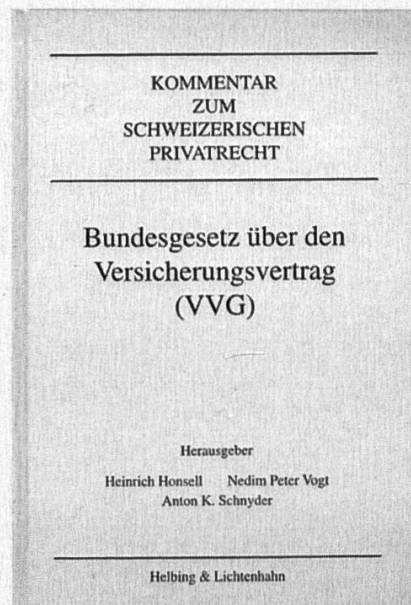 KOMMENTAR
ZUM
SCHWEIZERISCHEN
PRIVATRECHT
Bundesgesetz über den
Versicherungsvertrag
(VVG)
Herausgeber
Heinrich Honsell Nedim Peter Vogt
Anton K. Schnyder
Helbing & Lichtenhahn